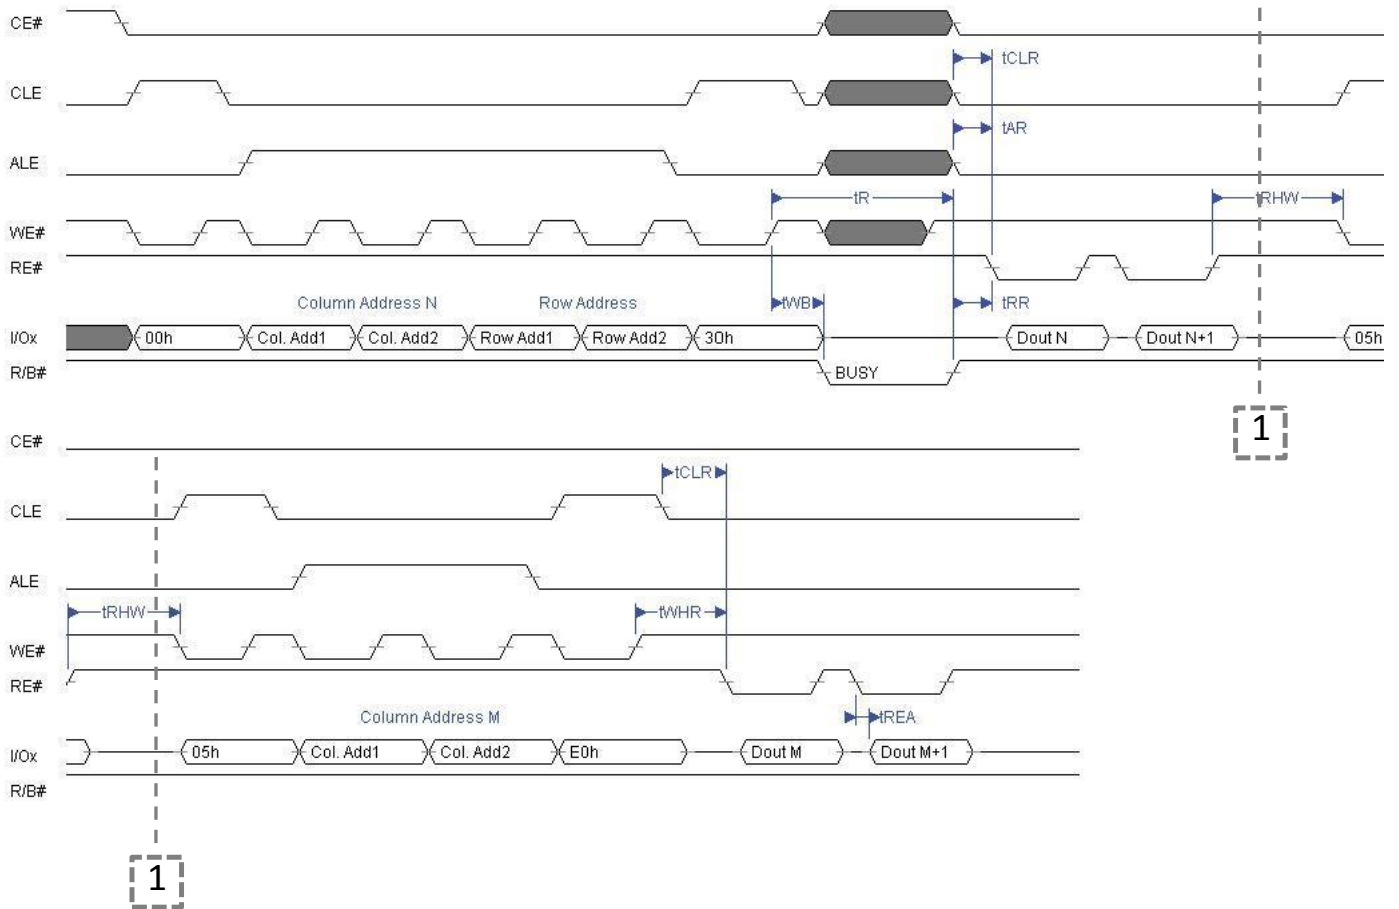 CE#
tCLR
CLE
tAR
ALE
tR
tRHW
WE#
RE#
Column Address N Row Address tWB tRR
I/Ox 00h Col. Add1 Col. Add2 Row Add1 Row Add2 30h Dout N Dout N+1 05h
R/B# BUSY
1
CE#
tCLR
CLE
ALE
tRHW tWHR
WE#
RE#
Column Address M tREA
I/Ox 05h Col. Add1 Col. Add2 E0h Dout M Dout M+1
R/B#
1